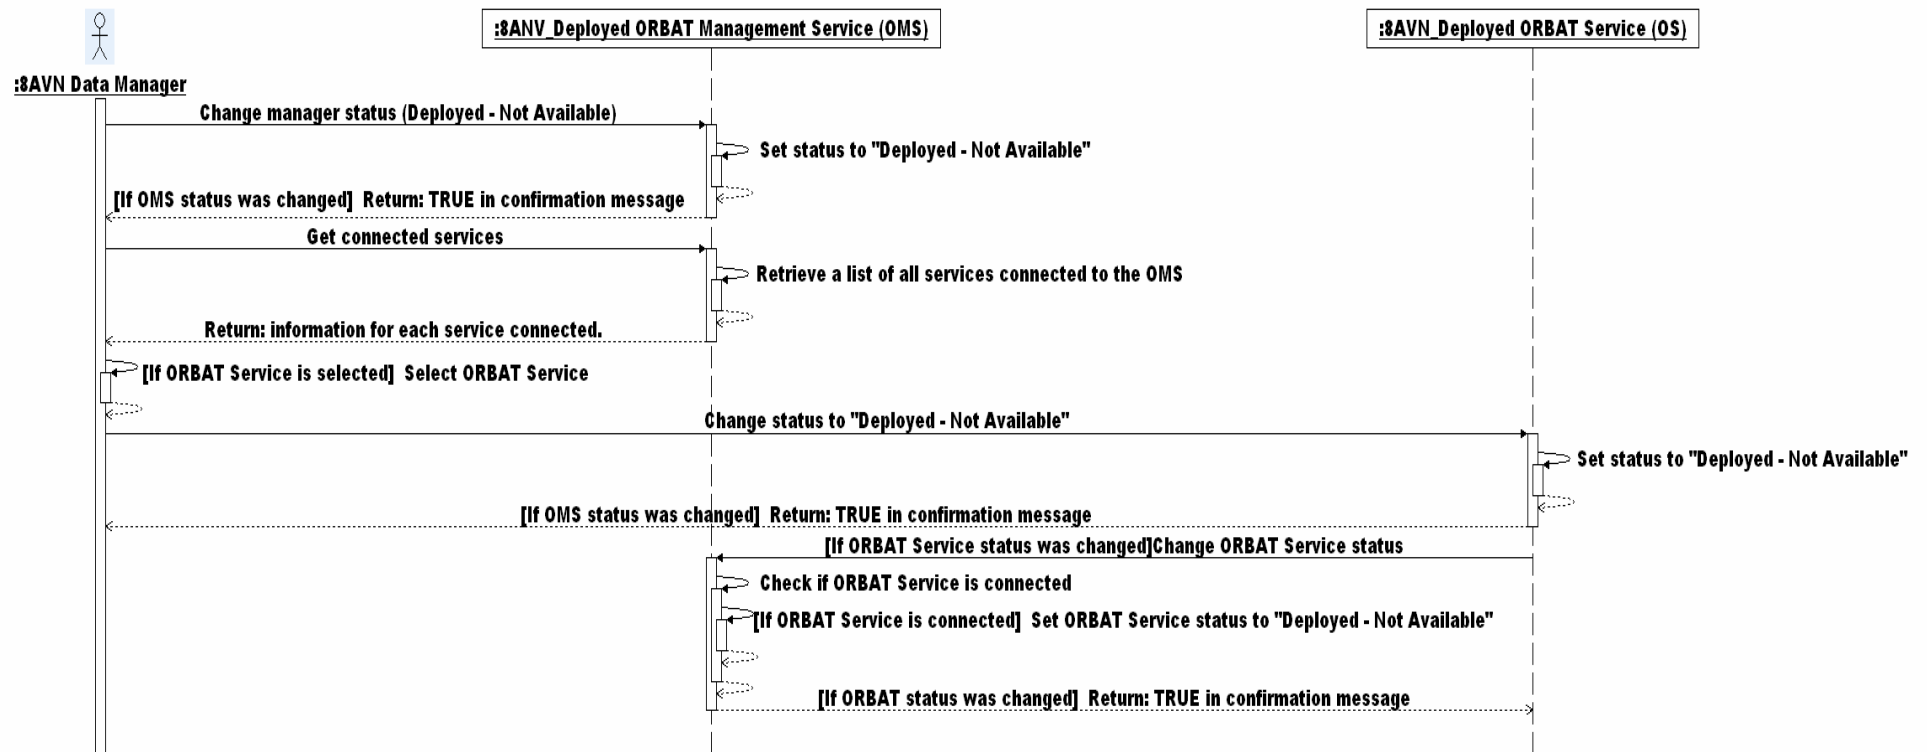 :8ANV_Deployed ORBAT Management Service (OMS)
:8AVN_Deployed ORBAT Service (OS)
:8AVN Data Manager
Change manager status (Deployed - Not Available)
Set status to "Deployed - Not Available"
[If OMS status was changed] Return: TRUE in confirmation message
Get connected services
Retrieve a list of all services connected to the OMS
Return: information for each service connected.
[If ORBAT Service is selected] Select ORBAT Service
Change status to "Deployed - Not Available"
Set status to "Deployed - Not Available"
[If OMS status was changed] Return: TRUE in confirmation message
[If ORBAT Service status was changed]Change ORBAT Service status
Check if ORBAT Service is connected
[If ORBAT Service is connected] Set ORBAT Service status to "Deployed - Not Available"
[If ORBAT status was changed] Return: TRUE in confirmation message